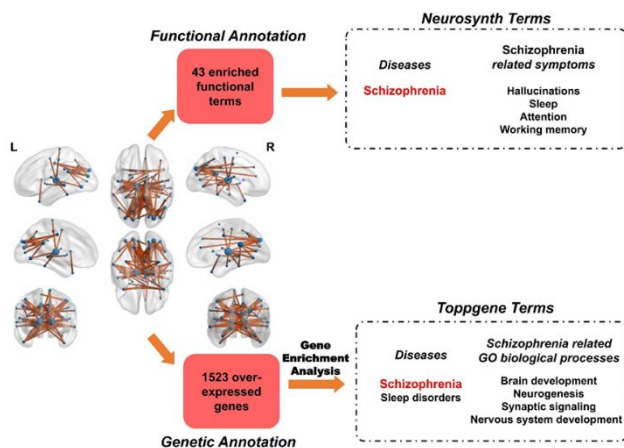 Functional Annotation
43 enriched
functional
terms
Neurosynth Terms
Diseases
Schizophrenia
Schizophrenia
related symptoms
Hallucinations
Sleep
Attention
Working memory
L
R
1523 over-
expressed
genes
Genetic Annotation
Gene
Enrichment
Analysis
Toppgene Terms
Diseases
Schizophrenia
Sleep disorders
Schizophrenia related
GO biological processes
Brain development
Neurogenesis
Synaptic signaling
Nervous system development